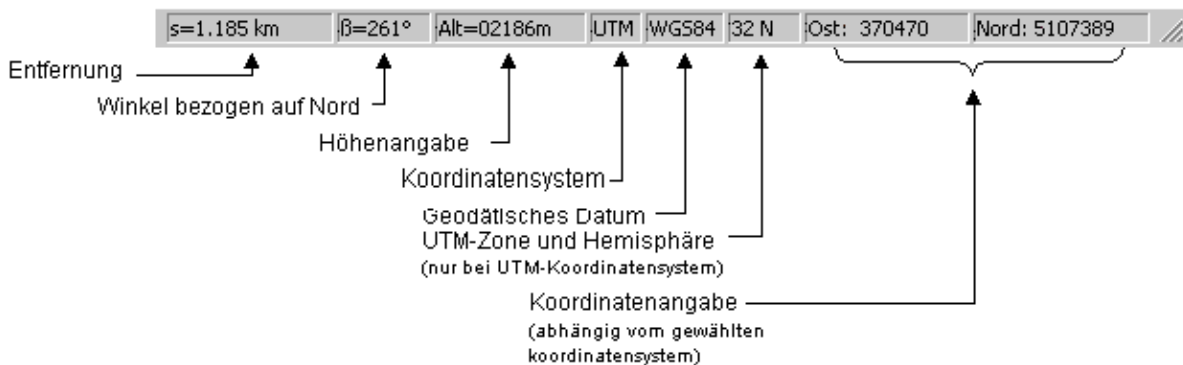 s=1.185 km ß=261° Alt=02186m UTM WGS84 32 N Ost: 370470 Nord: 5107389
Entfernung
Winkel bezogen auf Nord
Höhenangabe
Koordinatensystem
Geodätisches Datum
UTM-Zone und Hemisphäre
(nur bei UTM-Koordinatensystem)
Koordinatenangabe
(abhängig vom gewählten
koordinatensystem)